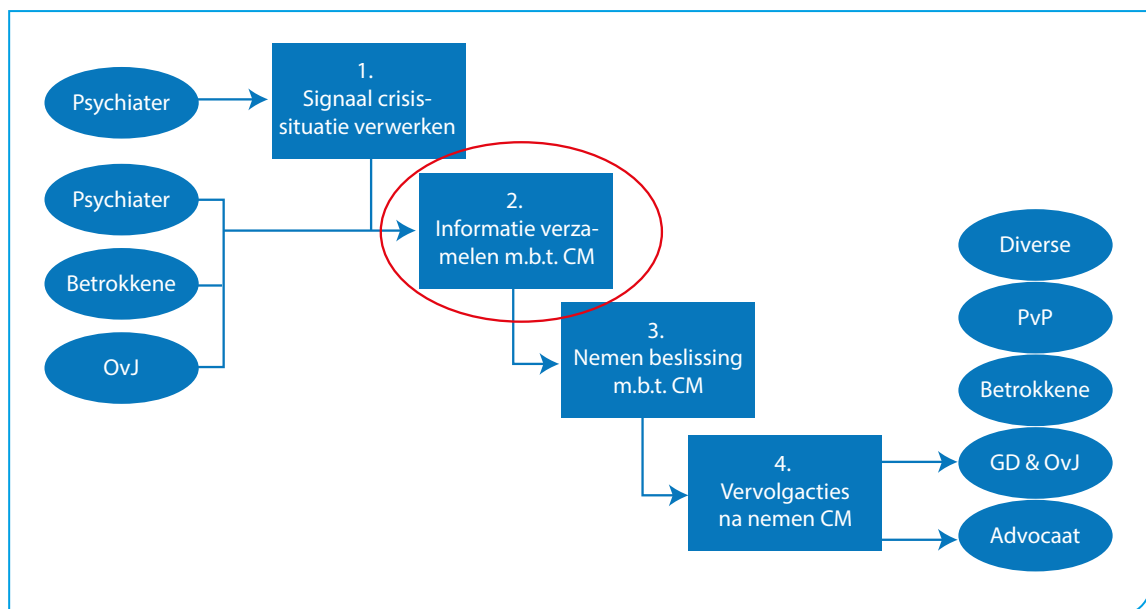 Psychiater
1.
Signaal crisis-
situatie verwerken
Psychiater
Betrokkene
OvJ
2.
Informatie verza-
melen m.b.t. CM
3.
Nemen beslissing
m.b.t. CM
4.
Vervolgacties
na nemen CM
Diverse
PvP
Betrokkene
GD & OvJ
Advocaat